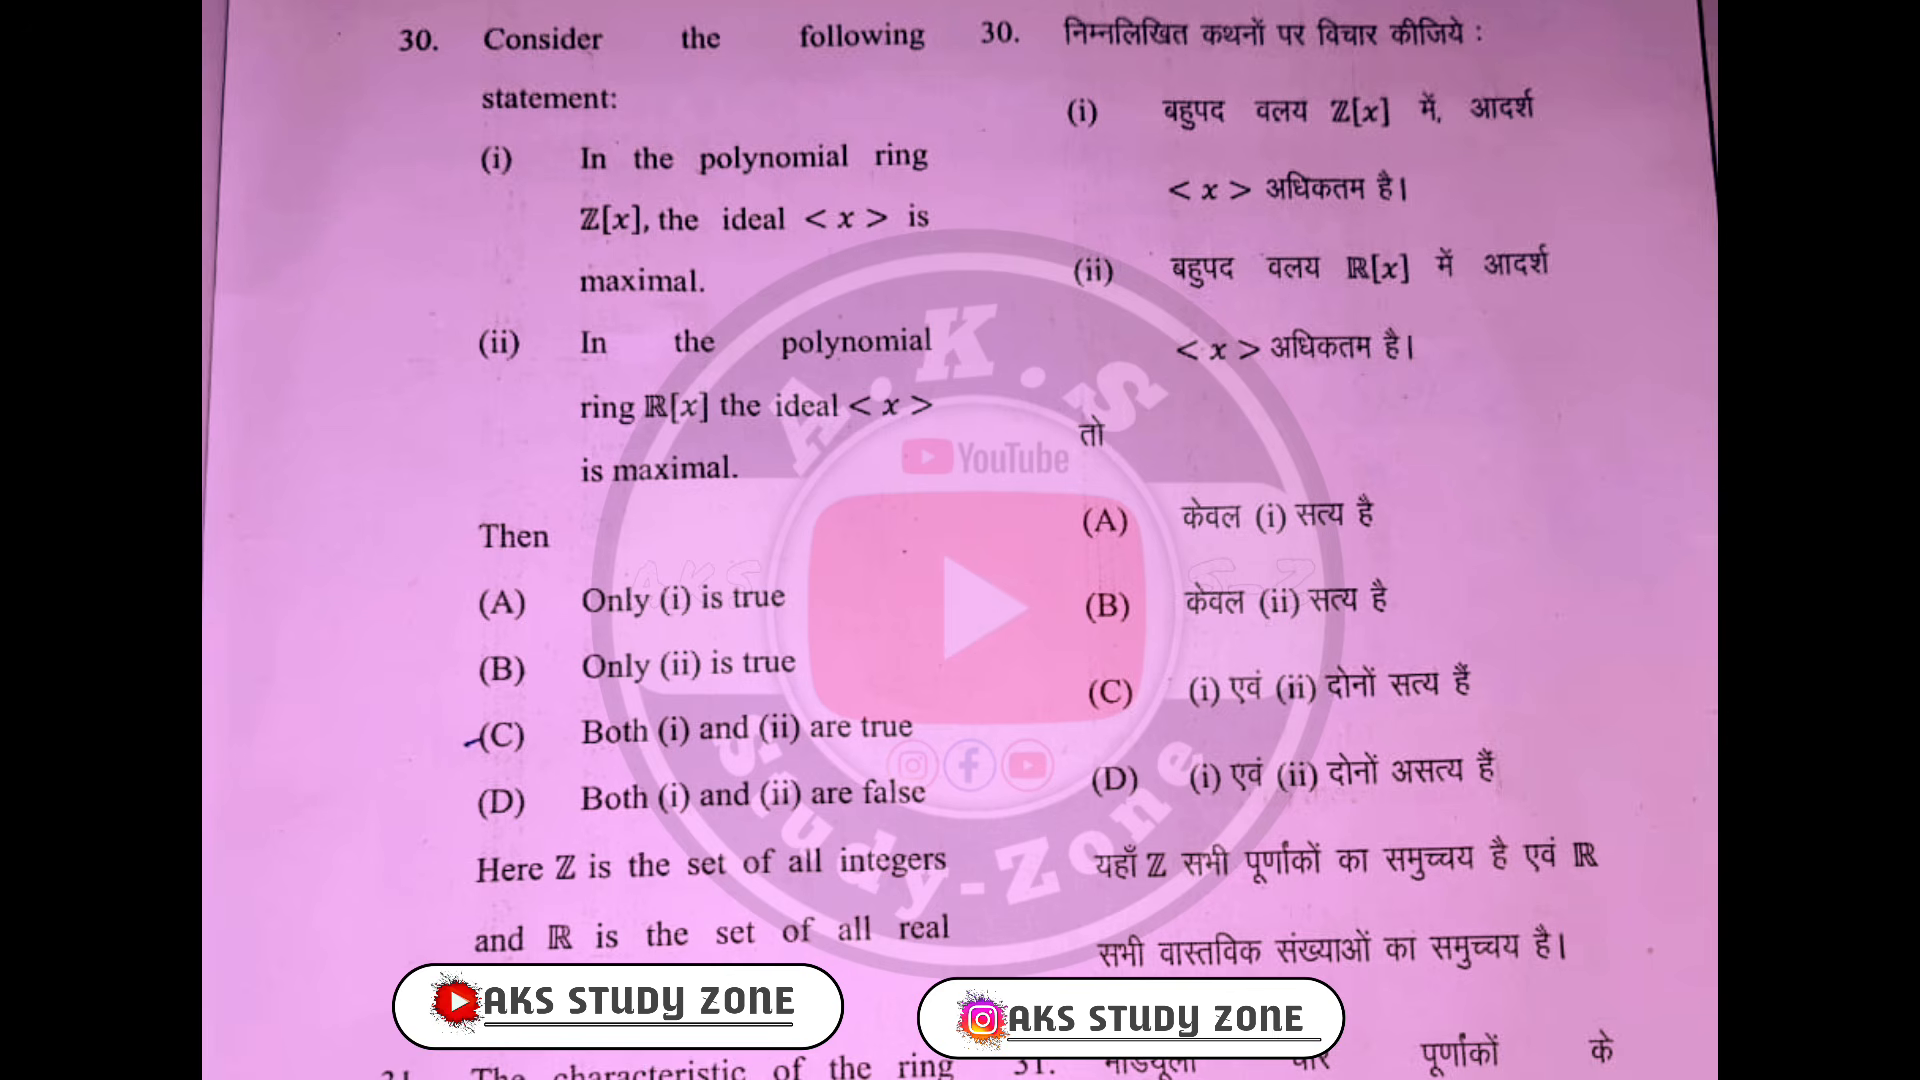 30. Consider the following
statement:
(i) In the polynomial ring
ℤ[x], the ideal < x > is
maximal.
(ii) In the polynomial
ring ℝ[x] the ideal < x >
is maximal.
Then
(A) Only (i) is true
(B) Only (ii) is true
(C) Both (i) and (ii) are true
(D) Both (i) and (ii) are false
Here ℤ is the set of all integers
and ℝ is the set of all real
The characteristic of the ring
30. निम्नलिखित कथनों पर विचार कीजिये :
(i) बहुपद वलय ℤ[x] में, आदर्श
< x > अधिकतम है।
(ii) बहुपद वलय ℝ[x] में आदर्श
< x > अधिकतम है।
तो
(A) केवल (i) सत्य है
(B) केवल (ii) सत्य है
(C) (i) एवं (ii) दोनों सत्य हैं
(D) (i) एवं (ii) दोनों असत्य हैं
यहाँ ℤ सभी पूर्णांकों का समुच्चय है एवं ℝ
सभी वास्तविक संख्याओं का समुच्चय है।
31. पूर्णांकों के
A.K.S
YouTube
AKS S-Z
Study-Zone
AKS STUDY ZONE
AKS STUDY ZONE